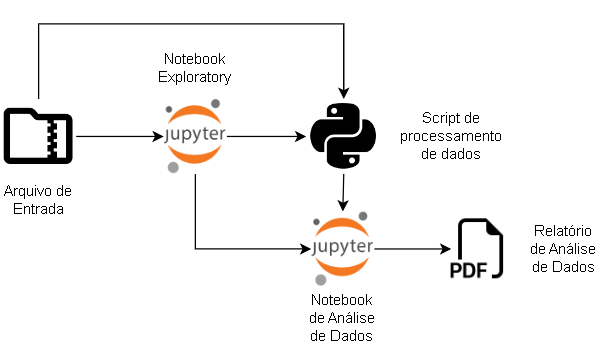 Notebook
Exploratory
jupyter
Script de
processamento
de dados
Arquivo de
Entrada
jupyter
Relatório
de Análise
de Dados
PDF
Notebook
de Análise
de Dados